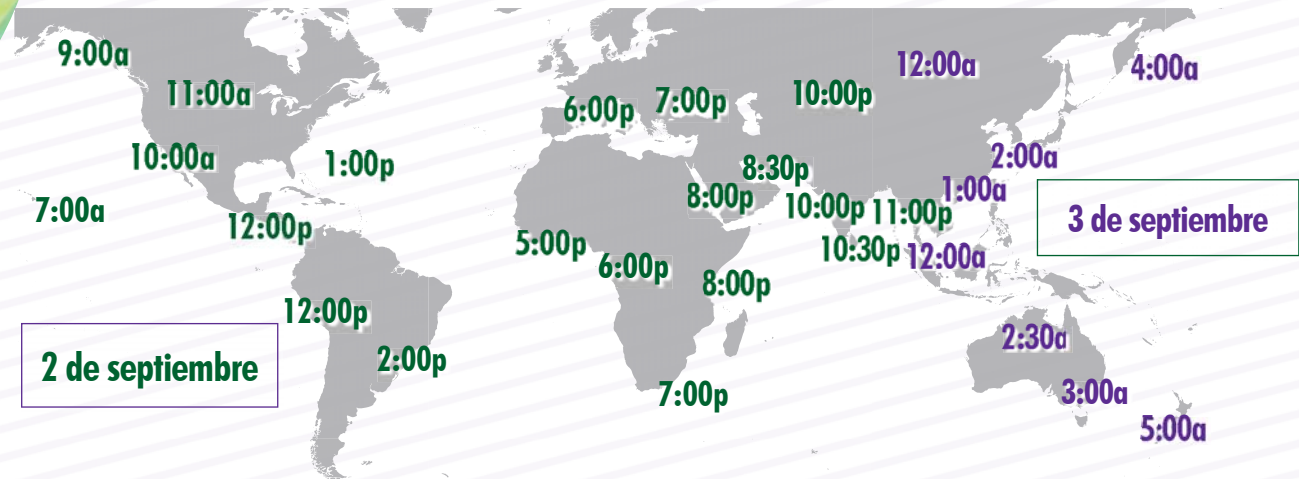 9:00a
11:00a
12:00a
4:00a
6:00p
7:00p
10:00p
10:00a
1:00p
2:00a
8:30p
1:00a
7:00a
8:00p
10:00p
11:00p
3 de septiembre
12:00p
5:00p
10:30p
12:00a
6:00p
8:00p
12:00p
2:30a
2 de septiembre
2:00p
7:00p
3:00a
5:00a